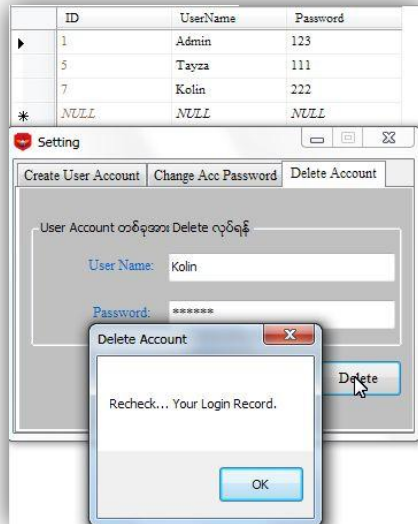 ID UserName Password
1 Admin 123
5 Tayza 111
7 Kolin 222
NULL NULL NULL
Setting
Create User Account Change Acc Password Delete Account
User Account တစ်ခုအား Delete လုပ်ရန်
User Name: Kolin
Password: ******
Delete Account
Delete
Recheck... Your Login Record.
OK